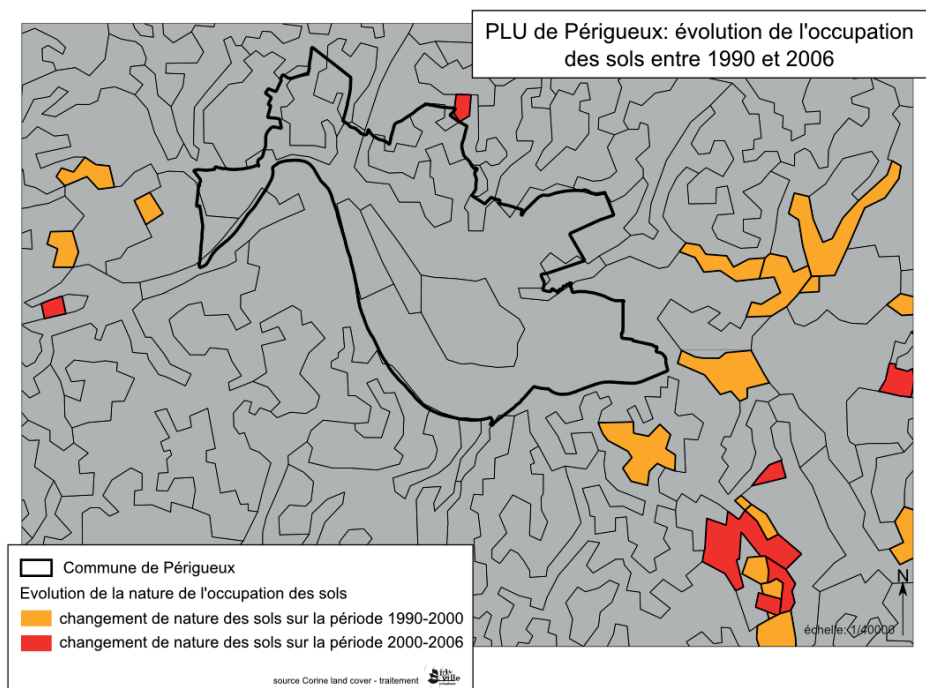 PLU de Périgueux: évolution de l'occupation
des sols entre 1990 et 2006
N
échelle: 1/40000
Commune de Périgueux
Evolution de la nature de l'occupation des sols
changement de nature des sols sur la période 1990-2000
changement de nature des sols sur la période 2000-2006
source Corine land cover - traitement